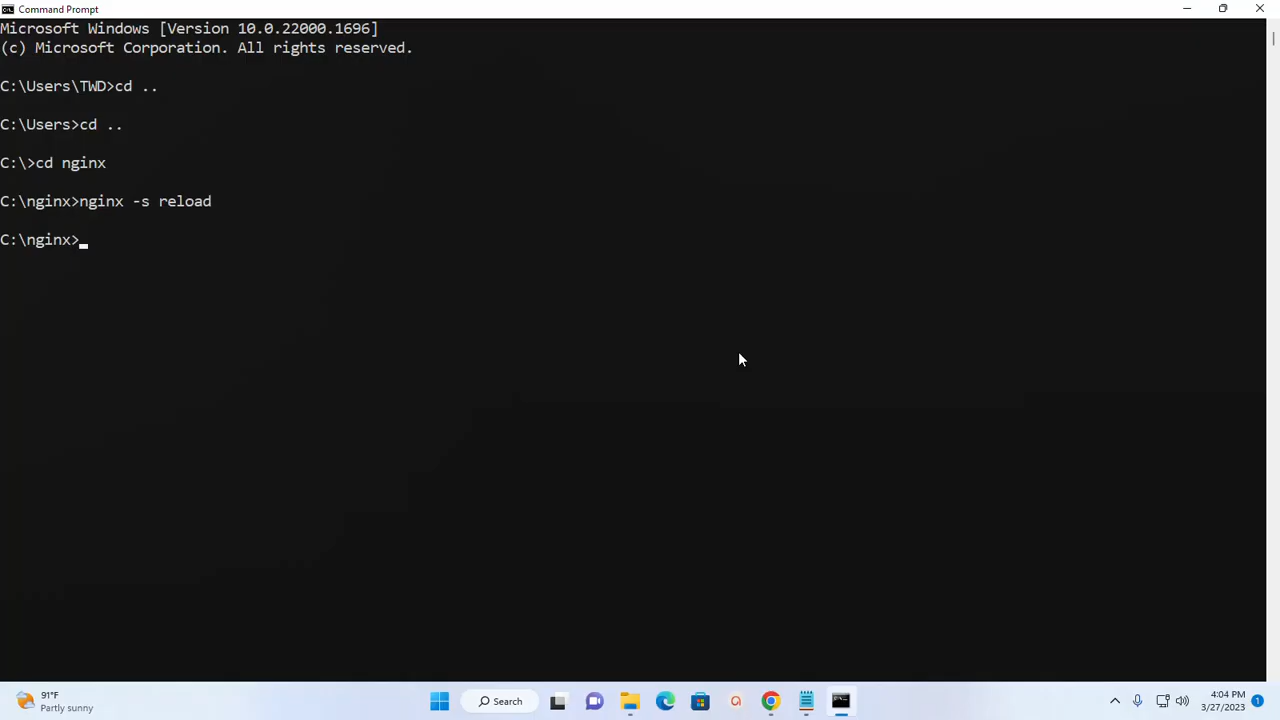 Command Prompt
Microsoft Windows [Version 10.0.22000.1696]
(c) Microsoft Corporation. All rights reserved.
C:\Users\TWD>cd ..
C:\Users>cd ..
C:\>cd nginx
C:\nginx>nginx -s reload
C:\nginx>
91°F
Partly sunny
Search
4:04 PM
3/27/2023
1